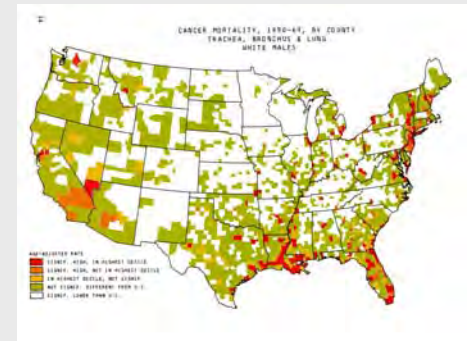 CANCER MORTALITY, 1950-69, BY COUNTY
TRACHEA, BRONCHUS & LUNG
WHITE MALES
AGE-ADJUSTED RATE
SIGNIF. HIGH, IN HIGHEST DECILE
SIGNIF. HIGH, NOT IN HIGHEST DECILE
IN HIGHEST DECILE, NOT SIGNIF.
NOT SIGNIF. DIFFERENT FROM U.S.
SIGNIF. LOWER THAN U.S.